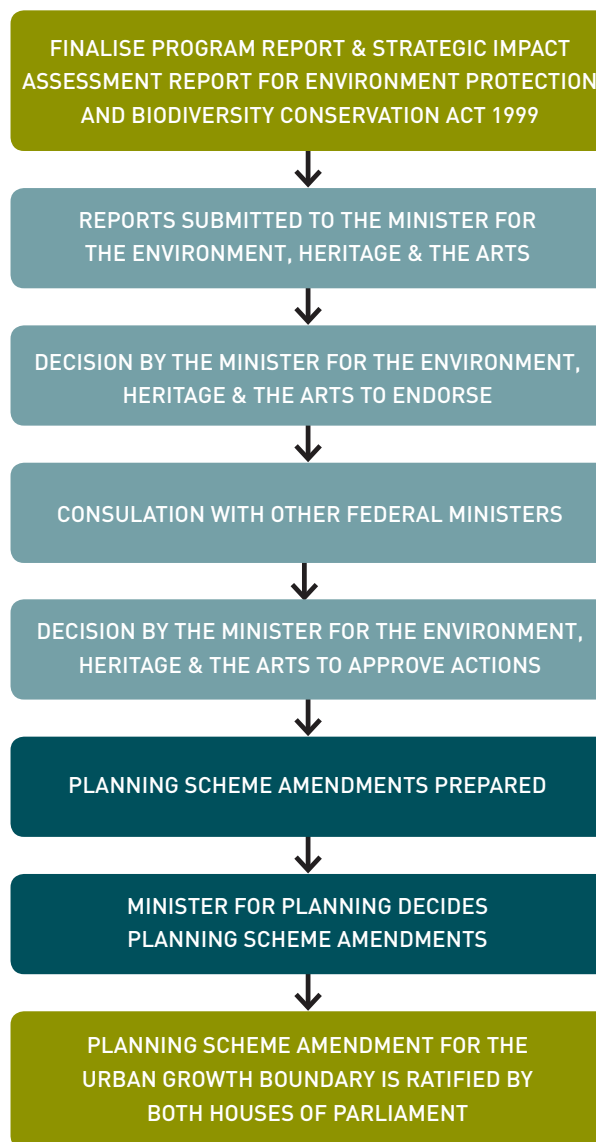 FINALISE PROGRAM REPORT & STRATEGIC IMPACT
ASSESSMENT REPORT FOR ENVIRONMENT PROTECTION
AND BIODIVERSITY CONSERVATION ACT 1999
REPORTS SUBMITTED TO THE MINISTER FOR
THE ENVIRONMENT, HERITAGE & THE ARTS
DECISION BY THE MINISTER FOR THE ENVIRONMENT,
HERITAGE & THE ARTS TO ENDORSE
CONSULATION WITH OTHER FEDERAL MINISTERS
DECISION BY THE MINISTER FOR THE ENVIRONMENT,
HERITAGE & THE ARTS TO APPROVE ACTIONS
PLANNING SCHEME AMENDMENTS PREPARED
MINISTER FOR PLANNING DECIDES
PLANNING SCHEME AMENDMENTS
PLANNING SCHEME AMENDMENT FOR THE
URBAN GROWTH BOUNDARY IS RATIFIED BY
BOTH HOUSES OF PARLIAMENT